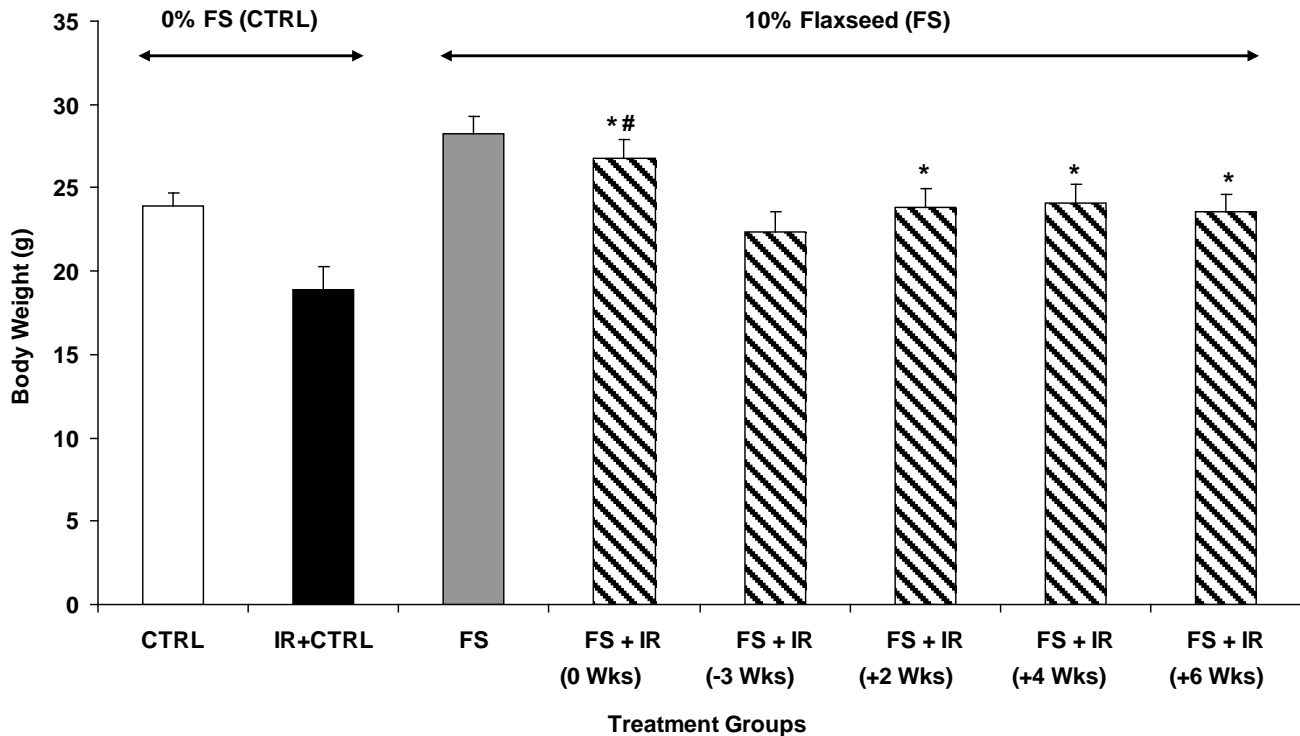 0% FS (CTRL)
10% Flaxseed (FS)
35
30
25
20
15
10
5
0
Body Weight (g)
* #
*
*
*
CTRL
IR+CTRL
FS
FS + IR
(0 Wks)
FS + IR
(-3 Wks)
FS + IR
(+2 Wks)
FS + IR
(+4 Wks)
FS + IR
(+6 Wks)
Treatment Groups